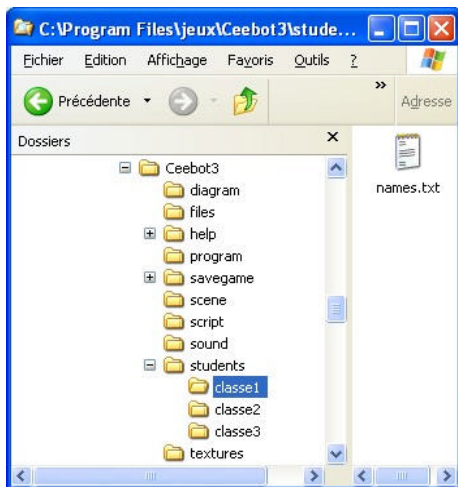 C:\Program Files\jeux\Ceebot3\stude...
Fichier Edition Affichage Favoris Outils ?
Précédente » Adresse
Dossiers x
Ceebot3
diagram
files
help
program
savegame
scene
script
sound
students
classe1
classe2
classe3
textures
names.txt